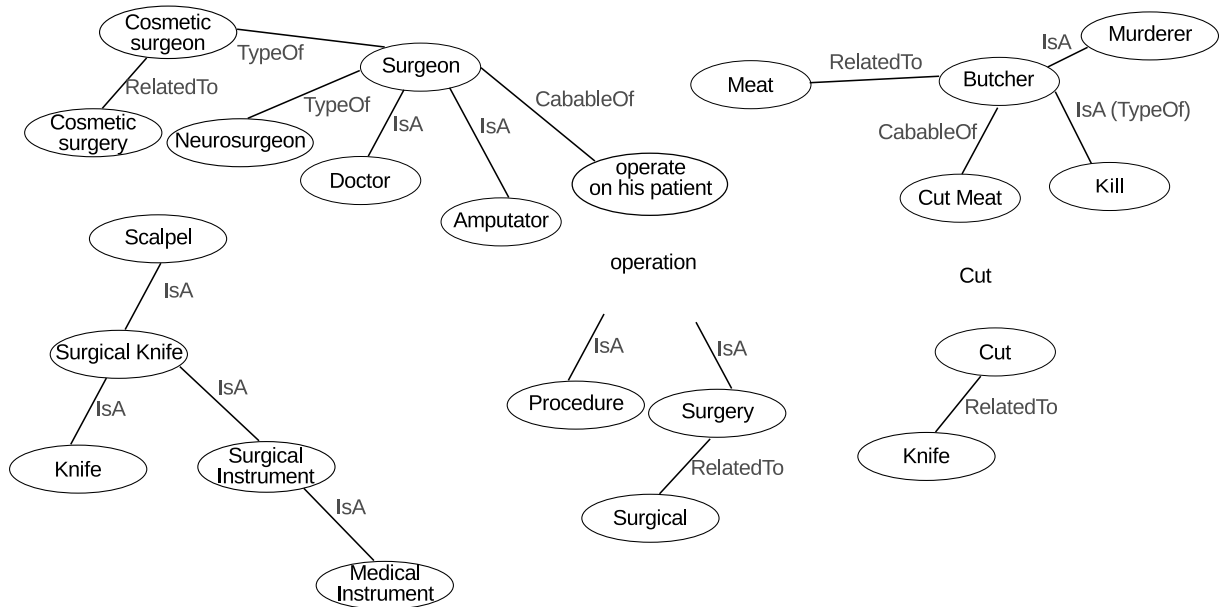 Cosmetic
surgeon
TypeOf
Surgeon
RelatedTo
TypeOf
IsA
IsA
CabableOf
Cosmetic
surgery
Neurosurgeon
Doctor
Amputator
operate
on his patient
Murderer
IsA
RelatedTo
Meat
Butcher
CabableOf
IsA (TypeOf)
Cut Meat
Kill
Scalpel
IsA
Surgical Knife
IsA
IsA
Knife
Surgical
Instrument
IsA
Medical
Instrument
operation
IsA
IsA
Procedure
Surgery
RelatedTo
Surgical
Cut
Cut
RelatedTo
Knife